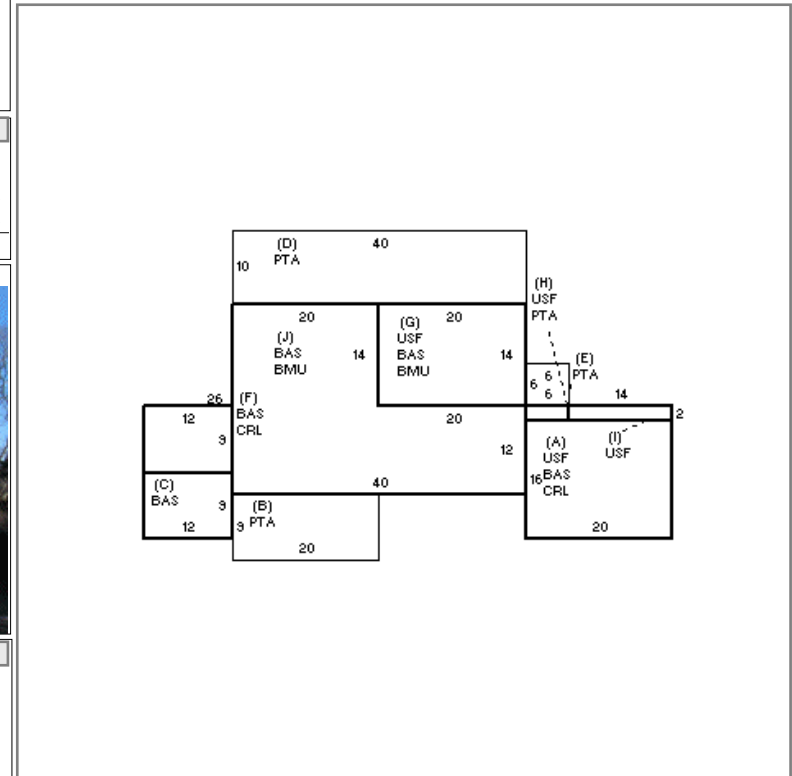 (D)
PTA
40
10
(H)
USF
PTA
20
(J)
BAS
BMU
14
(G)
USF
BAS
BMU
20
14
(E)
PTA
6
6
6
14
26
(F)
BAS
CRL
12
9
20
12
2
(A)
USF
BAS
CRL
16
(I)
USF
(C)
BAS
9
12
40
9
(B)
PTA
20
20